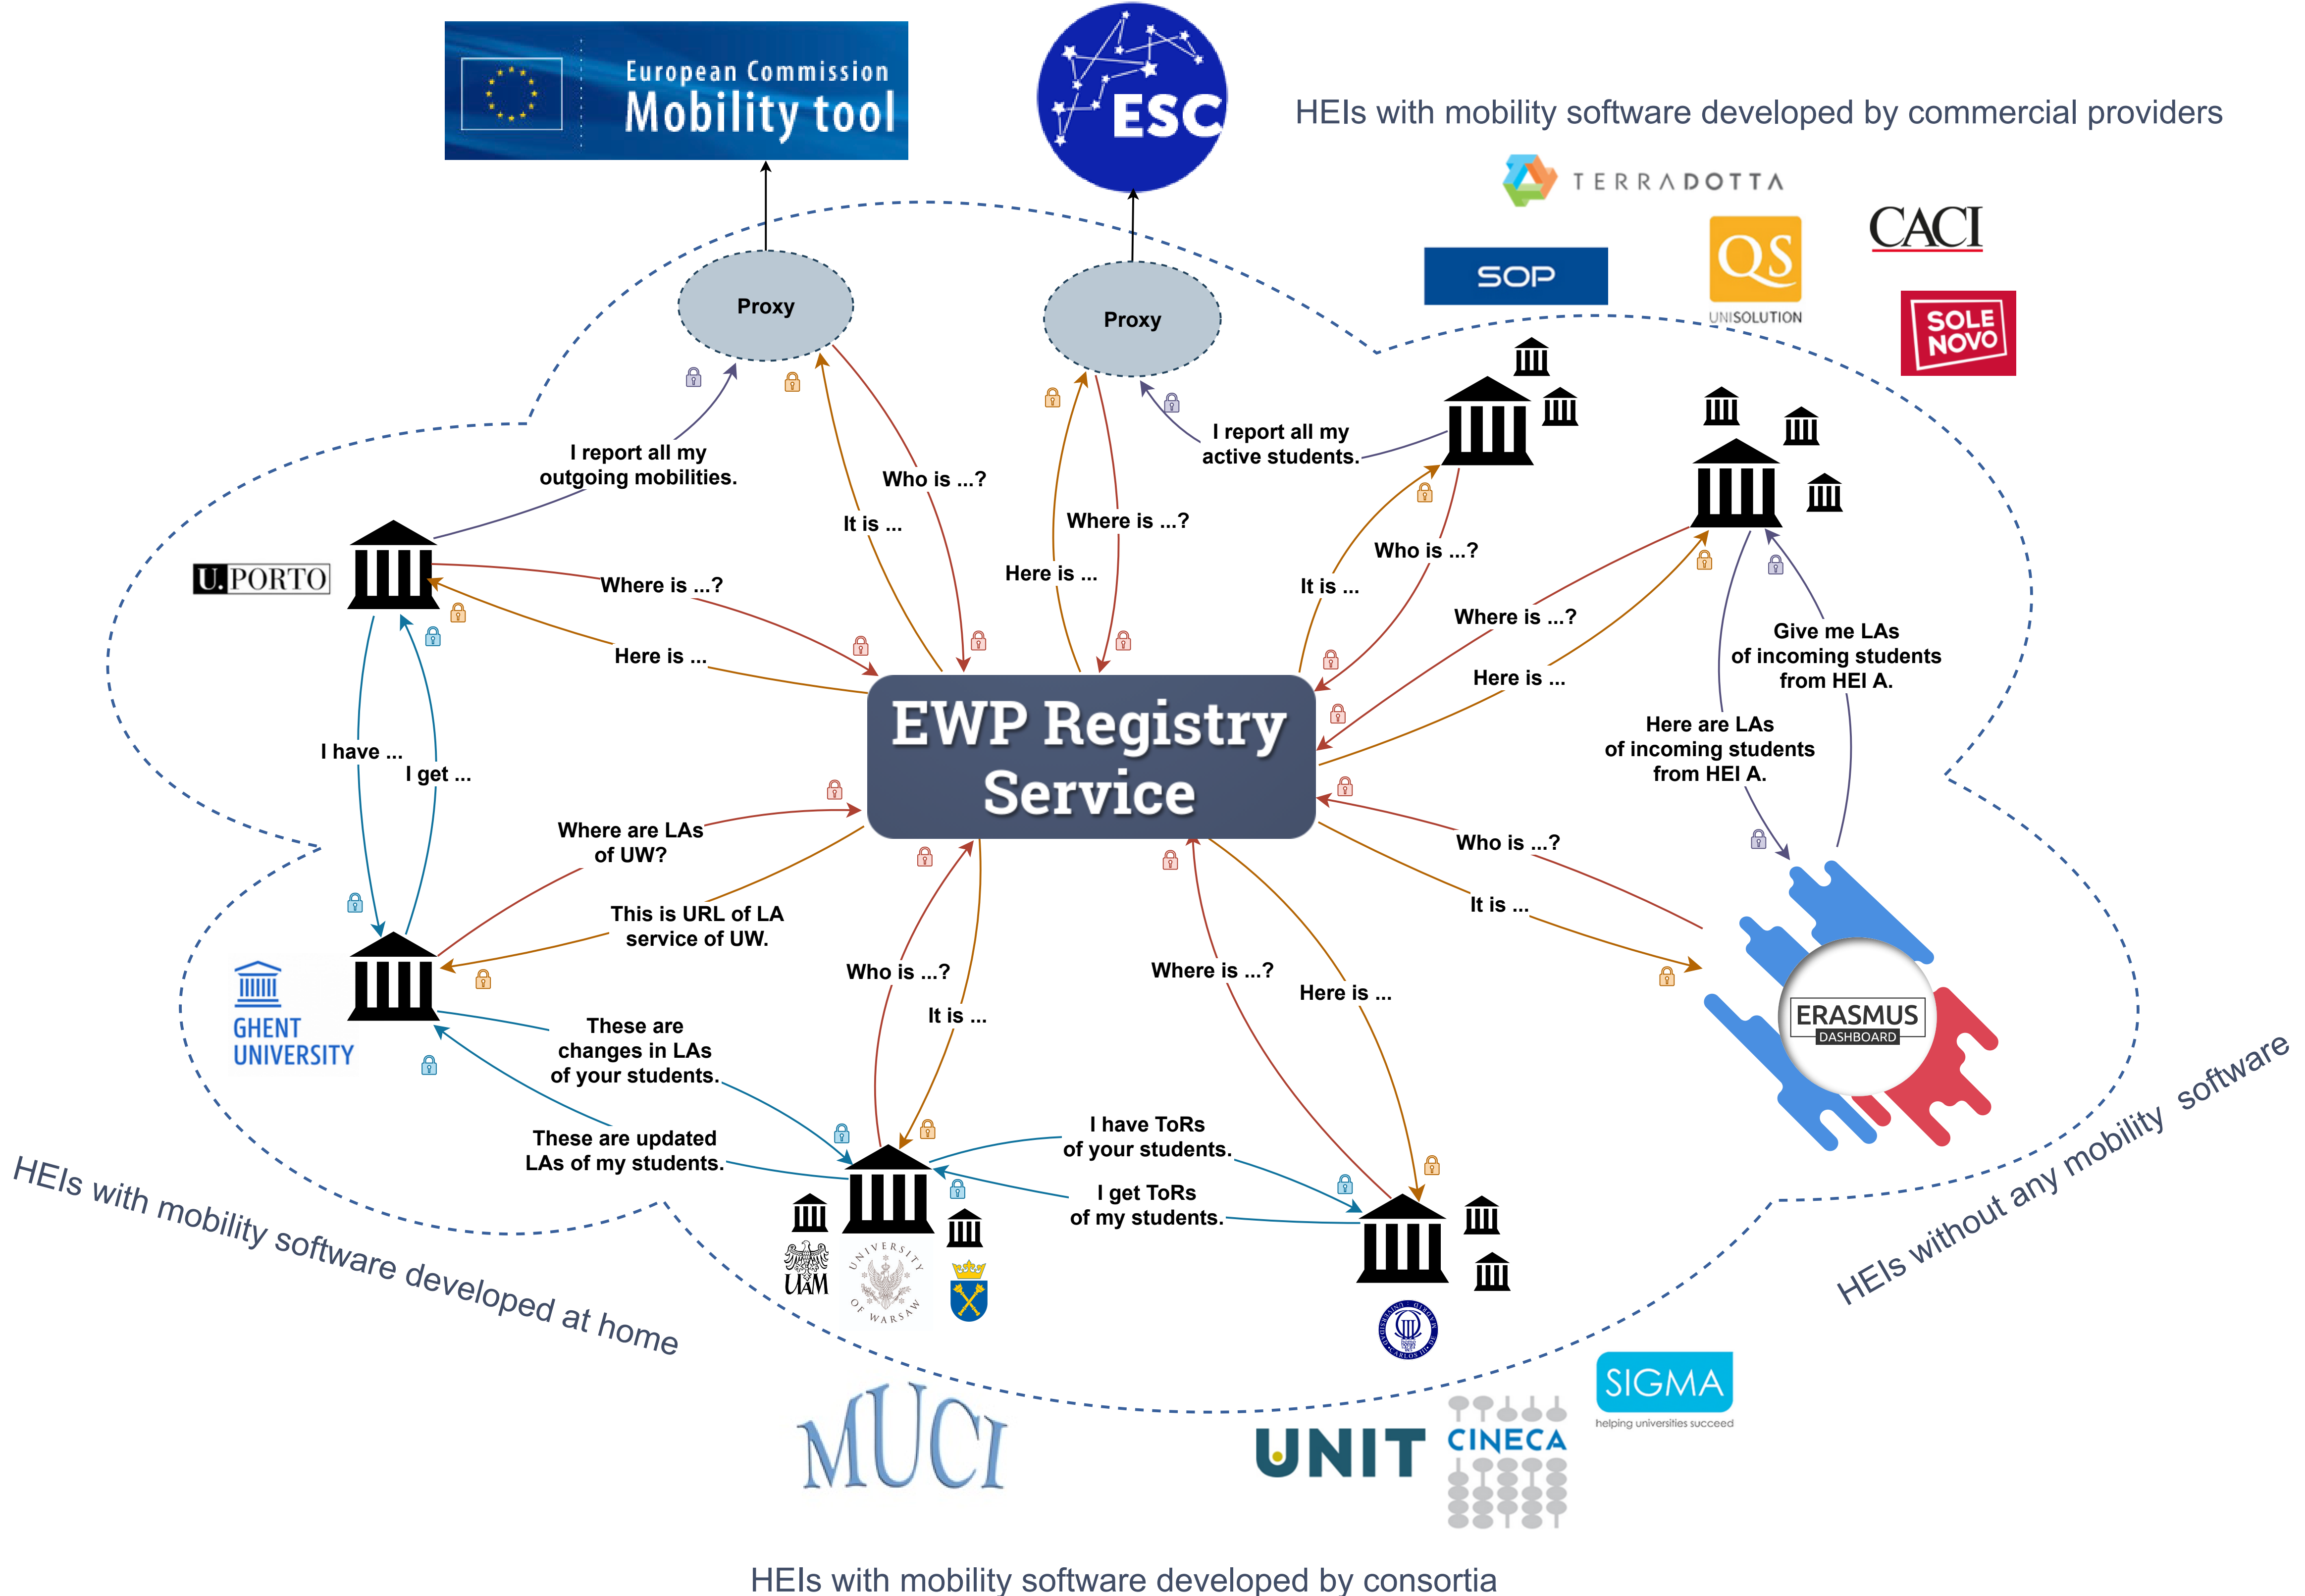 European Commission
Mobility tool
ESC
HEIs with mobility software developed by commercial providers
TERRADOTTA
CACI
QS
UNISOLUTION
SOP
SOLE
NOVO
Proxy
Proxy
I report all my
outgoing mobilities.
Who is ...?
It is ...
Where is ...?
Here is ...
I report all my
active students.
Who is ...?
It is ...
Where is ...?
Here is ...
Give me LAs
of incoming students
from HEI A.
Here are LAs
of incoming students
from HEI A.
U.PORTO
Where is ...?
Here is ...
I have ...
I get ...
EWP Registry
Service
Where are LAs
of UW?
This is URL of LA
service of UW.
Who is ...?
It is ...
Who is ...?
It is ...
Where is ...?
Here is ...
GHENT
UNIVERSITY
These are
changes in LAs
of your students.
These are updated
LAs of my students.
I have ToRs
of your students.
I get ToRs
of my students.
ERASMUS
DASHBOARD
UAM
UNIVERSITY
OF WARSAW
HEIs with mobility software developed at home
HEIs without any mobility software
MUCI
UNIT
CINECA
SIGMA
helping universities succeed
HEIs with mobility software developed by consortia